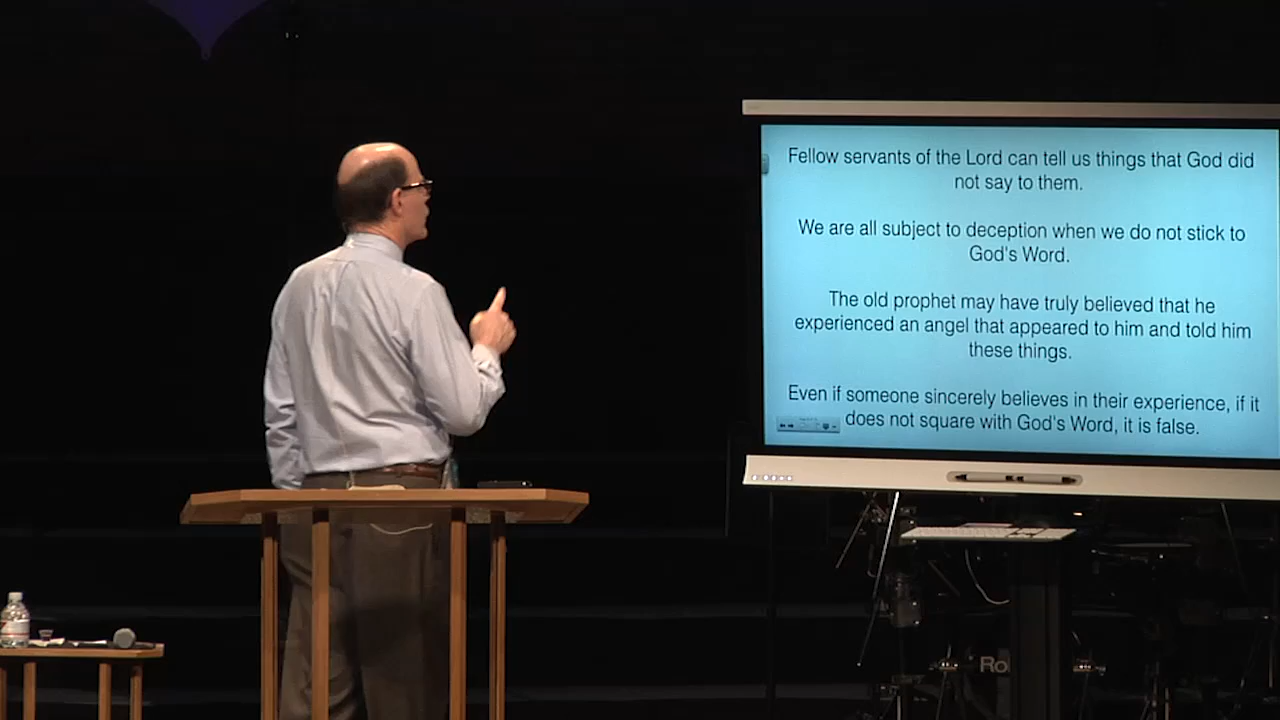 Fellow servants of the Lord can tell us things that God did
not say to them.
We are all subject to deception when we do not stick to
God's Word.
The old prophet may have truly believed that he
experienced an angel that appeared to him and told him
these things.
Even if someone sincerely believes in their experience, if it
does not square with God's Word, it is false.
Ro